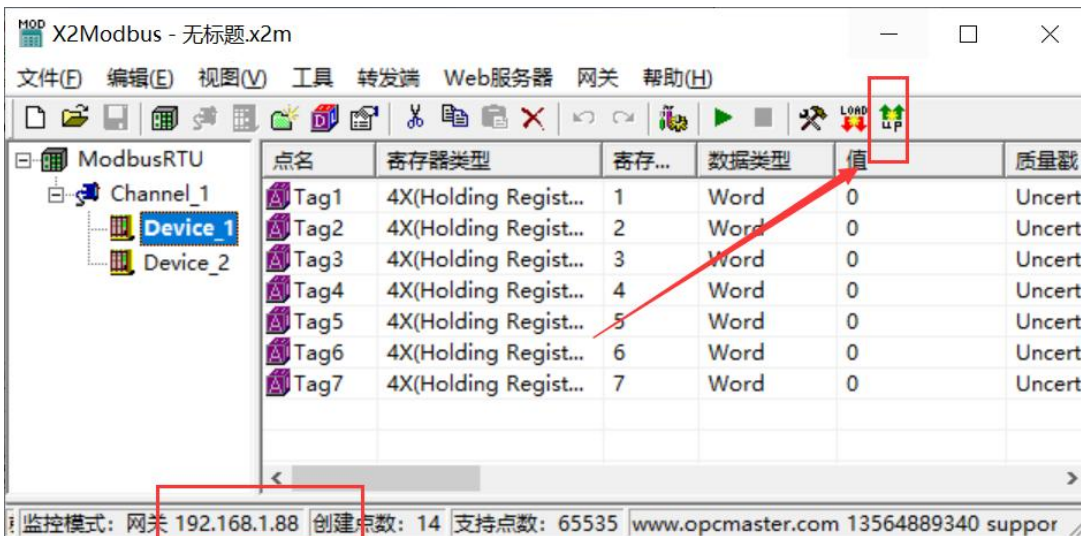 MOD
X2Modbus - 无标题.x2m
文件(F) 编辑(E) 视图(V) 工具 转发端 Web服务器 网关 帮助(H)
LOAD UP
ModbusRTU
Channel_1
Device_1
Device_2
点名 寄存器类型 寄存... 数据类型 值 质量戳
Tag1 4X(Holding Regist... 1 Word 0 Uncert
Tag2 4X(Holding Regist... 2 Word 0 Uncert
Tag3 4X(Holding Regist... 3 Word 0 Uncert
Tag4 4X(Holding Regist... 4 Word 0 Uncert
Tag5 4X(Holding Regist... 5 Word 0 Uncert
Tag6 4X(Holding Regist... 6 Word 0 Uncert
Tag7 4X(Holding Regist... 7 Word 0 Uncert
监控模式: 网关 192.168.1.88 创建点数: 14 支持点数: 65535 www.opcmaster.com 13564889340 suppor